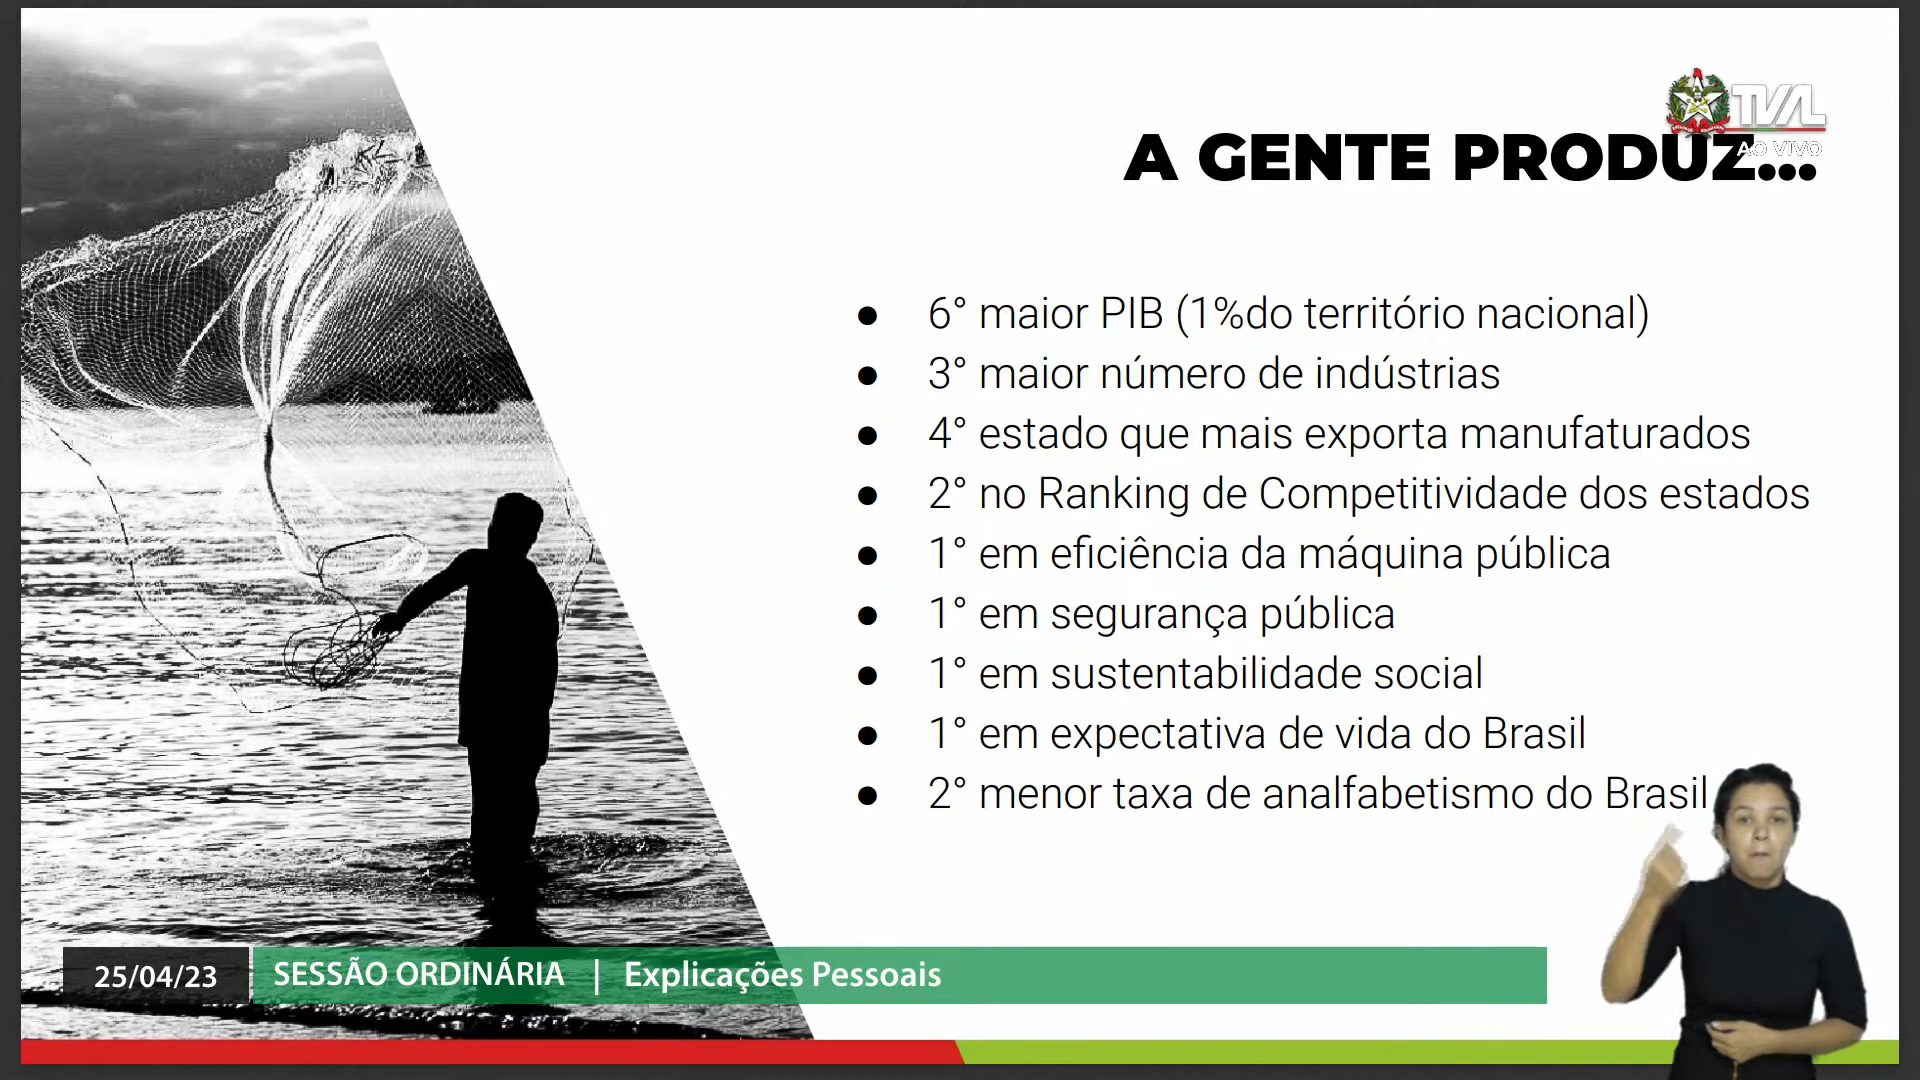 TVAL
AO VIVO
A GENTE PRODUZ...
● 6° maior PIB (1%do território nacional)
● 3° maior número de indústrias
● 4° estado que mais exporta manufaturados
● 2° no Ranking de Competitividade dos estados
● 1° em eficiência da máquina pública
● 1° em segurança pública
● 1° em sustentabilidade social
● 1° em expectativa de vida do Brasil
● 2° menor taxa de analfabetismo do Brasil
25/04/23 SESSÃO ORDINÁRIA | Explicações Pessoais